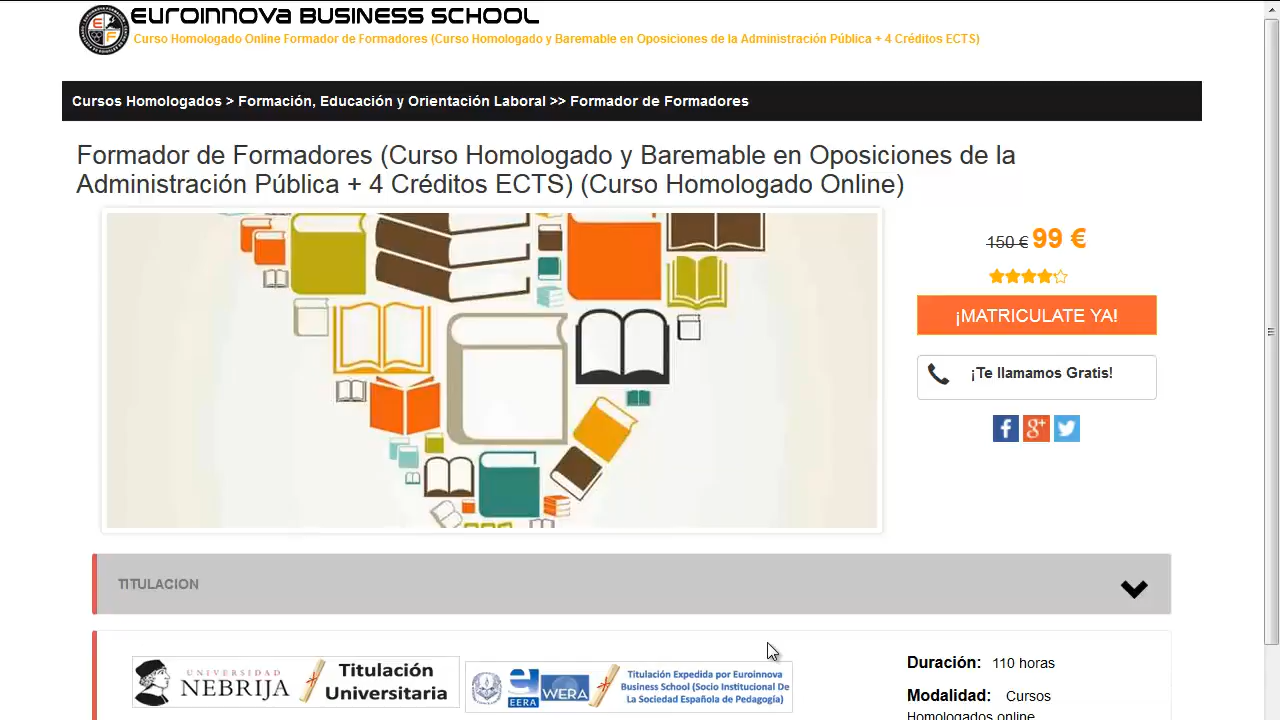 EUROINNOVA BUSINESS SCHOOL
Curso Homologado Online Formador de Formadores (Curso Homologado y Baremable en Oposiciones de la Administración Pública + 4 Créditos ECTS)
Cursos Homologados > Formación, Educación y Orientación Laboral >> Formador de Formadores
Formador de Formadores (Curso Homologado y Baremable en Oposiciones de la
Administración Pública + 4 Créditos ECTS) (Curso Homologado Online)
150 € 99 €
¡MATRICULATE YA!
¡Te llamamos Gratis!
TITULACION
UNIVERSIDAD
NEBRIJA
Titulación
Universitaria
EERA
WERA
Titulación Expedida por Euroinnova
Business School (Socio Institucional De
La Sociedad Española de Pedagogía)
Duración: 110 horas
Modalidad: Cursos
Homologados online